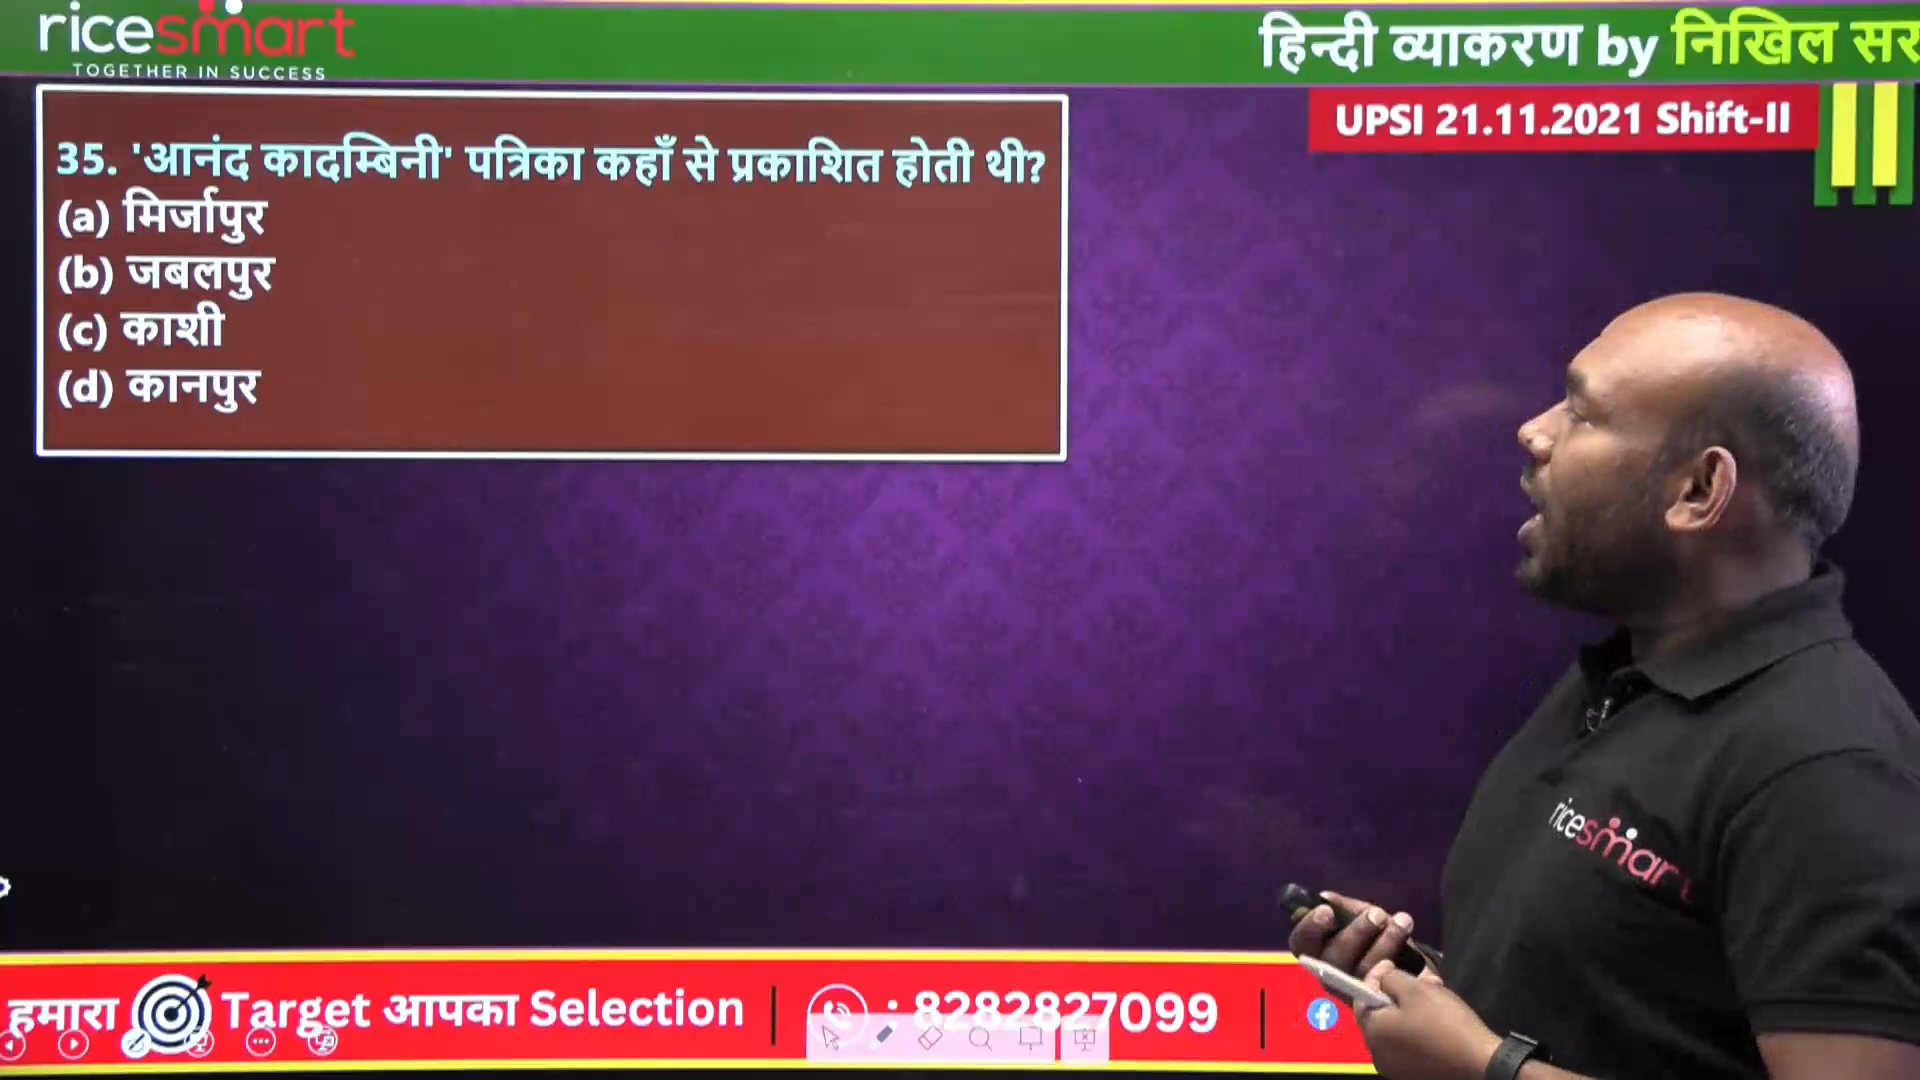 ricesmart
TOGETHER IN SUCCESS
हिन्दी व्याकरण by निखिल सर
UPSI 21.11.2021 Shift-II
35. 'आनंद कादम्बिनी' पत्रिका कहाँ से प्रकाशित होती थी?
(a) मिर्जापुर
(b) जबलपुर
(c) काशी
(d) कानपुर
ricesmart
हमारा Target आपका Selection
: 8282827099